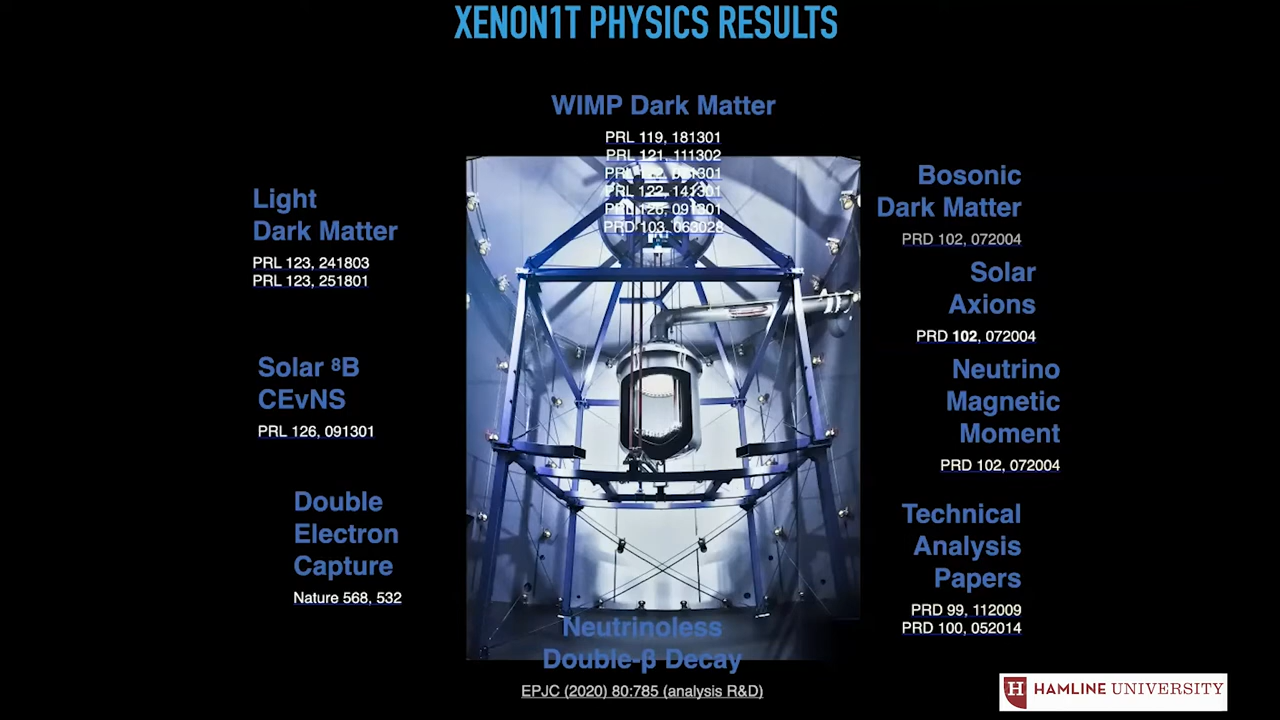 XENON1T PHYSICS RESULTS
WIMP Dark Matter
PRL 119, 181301
PRL 121, 111302
PRL 122, 141301
PRL 126, 091301
PRD 103, 063028
Light
Dark Matter
PRL 123, 241803
PRL 123, 251801
Solar ⁸B
CEvNS
PRL 126, 091301
Double
Electron
Capture
Nature 568, 532
Neutrinoless
Double-β Decay
EPJC (2020) 80:785 (analysis R&D)
Bosonic
Dark Matter
PRD 102, 072004
Solar
Axions
PRD 102, 072004
Neutrino
Magnetic
Moment
PRD 102, 072004
Technical
Analysis
Papers
PRD 99, 112009
PRD 100, 052014
H HAMLINE UNIVERSITY